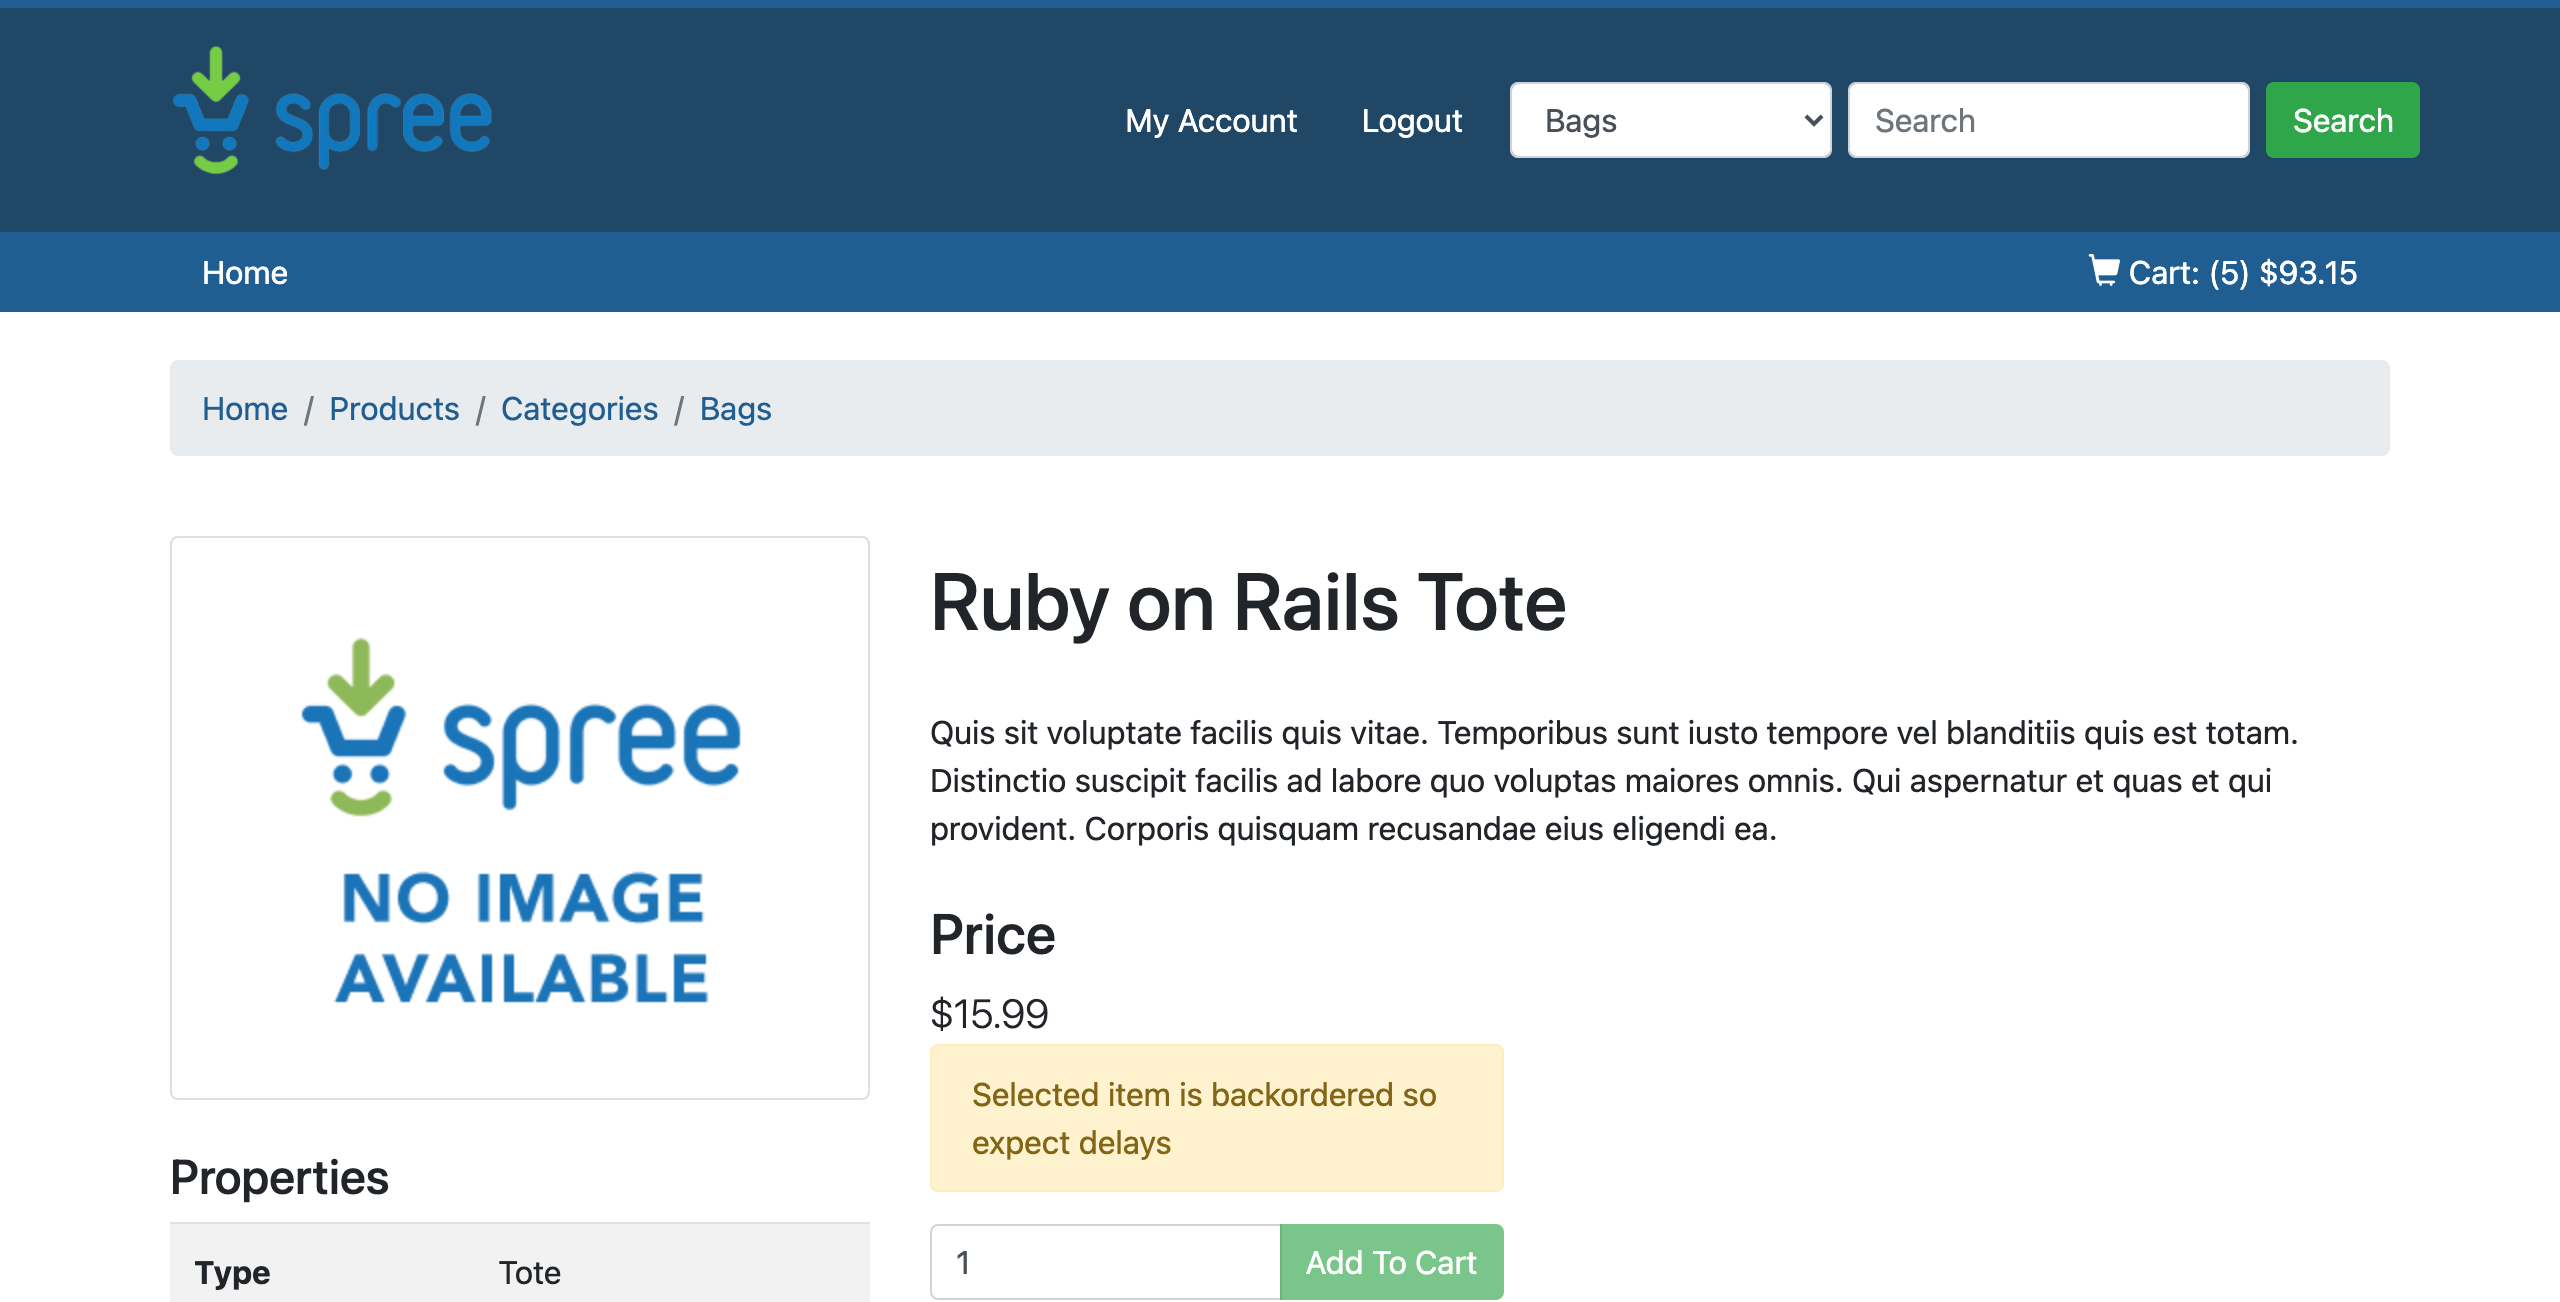 spree
My Account Logout Bags Search Search
Home Cart: (5) $93.15
Home / Products / Categories / Bags
spree
NO IMAGE
AVAILABLE
Properties
Type Tote
Ruby on Rails Tote
Quis sit voluptate facilis quis vitae. Temporibus sunt iusto tempore vel blanditiis quis est totam.
Distinctio suscipit facilis ad labore quo voluptas maiores omnis. Qui aspernatur et quas et qui
provident. Corporis quisquam recusandae eius eligendi ea.
Price
$15.99
Selected item is backordered so
expect delays
1 Add To Cart